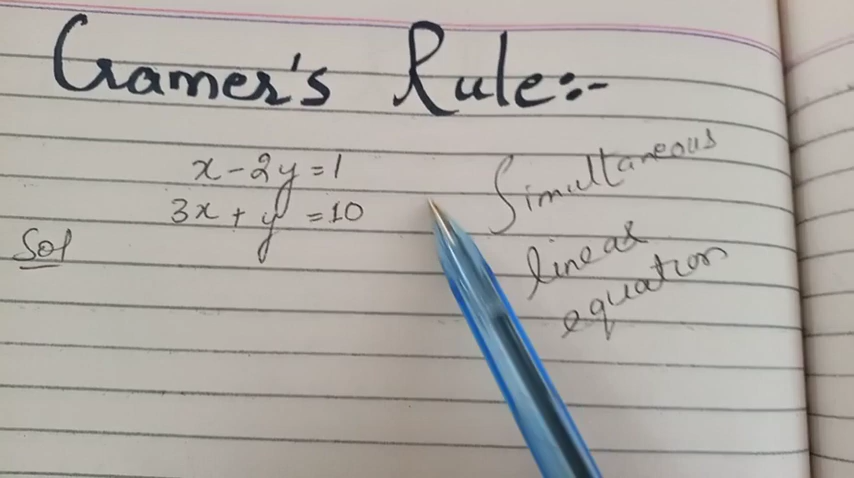 Cramer's Rule:-
x - 2y = 1
3x + y = 10
Simultaneous
linear
equation
Sol